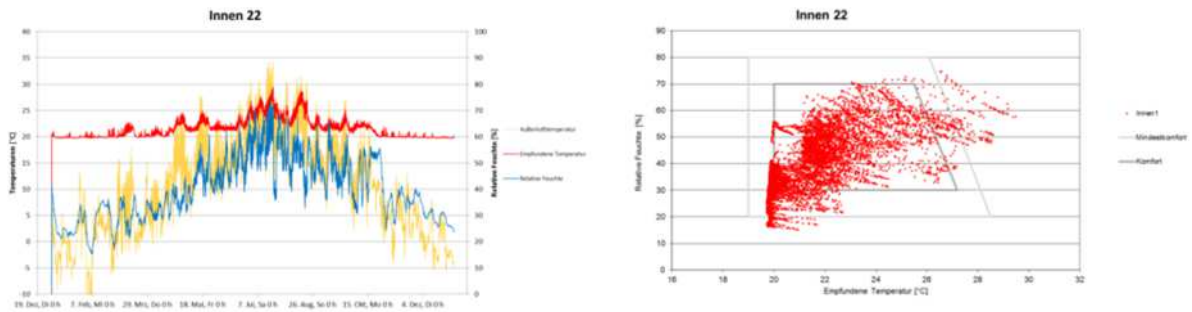 Innen 22
40
35
30
25
20
15
10
5
0
-5
-10
Temperaturen [°C]
100
90
80
70
60
50
40
30
20
10
0
Relative Feuchte [%]
19. Dez, Di 0 h 7. Feb, Mi 0 h 29. Mrz, Do 0 h 18. Mai, Fr 0 h 7. Jul, Sa 0 h 26. Aug, So 0 h 15. Okt, Mo 0 h 4. Dez, Di 0 h
Außenlufttemperatur
Empfundene Temperatur
Relative Feuchte
Innen 22
90
80
70
60
50
40
30
20
10
0
Relative Feuchte [%]
16 18 20 22 24 26 28 30 32
Empfundene Temperatur [°C]
Innen1
Mindestkomfort
Komfort